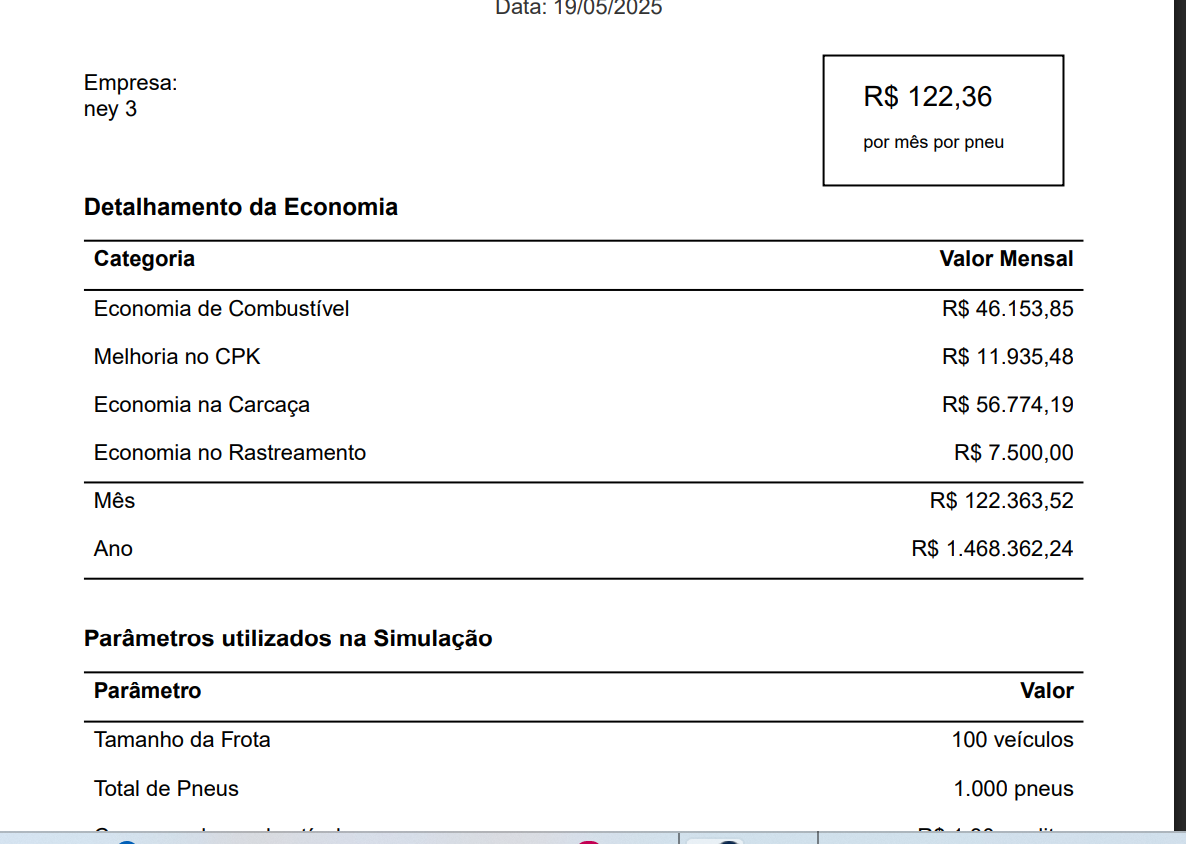 Data: 19/05/2025
Empresa:
ney 3
R$ 122,36
por mês por pneu
Detalhamento da Economia
Categoria Valor Mensal
Economia de Combustível R$ 46.153,85
Melhoria no CPK R$ 11.935,48
Economia na Carcaça R$ 56.774,19
Economia no Rastreamento R$ 7.500,00
Mês R$ 122.363,52
Ano R$ 1.468.362,24
Parâmetros utilizados na Simulação
Parâmetro Valor
Tamanho da Frota 100 veículos
Total de Pneus 1.000 pneus